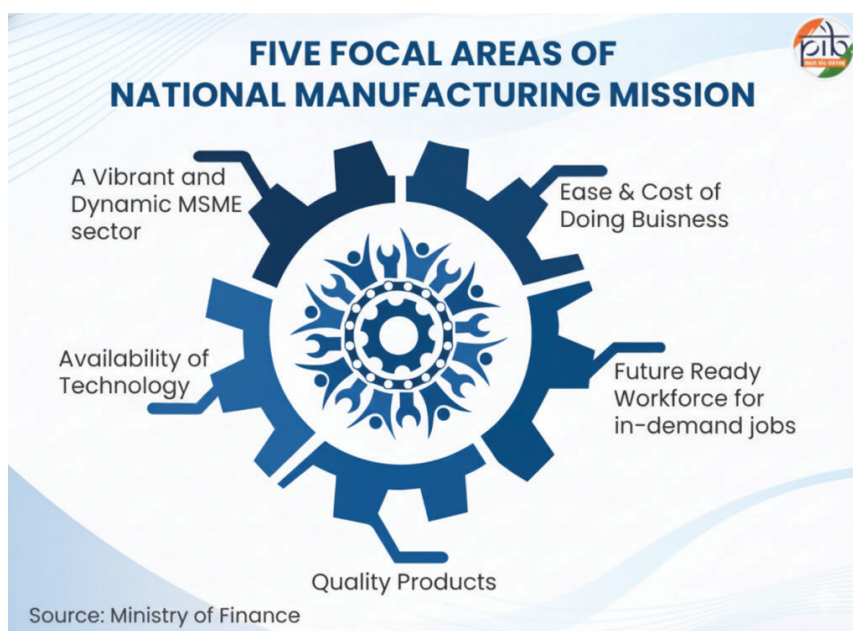 FIVE FOCAL AREAS OF
NATIONAL MANUFACTURING MISSION
A Vibrant and
Dynamic MSME
sector
Ease & Cost of
Doing Buisness
Availability of
Technology
Future Ready
Workforce for
in-demand jobs
Quality Products
Source: Ministry of Finance